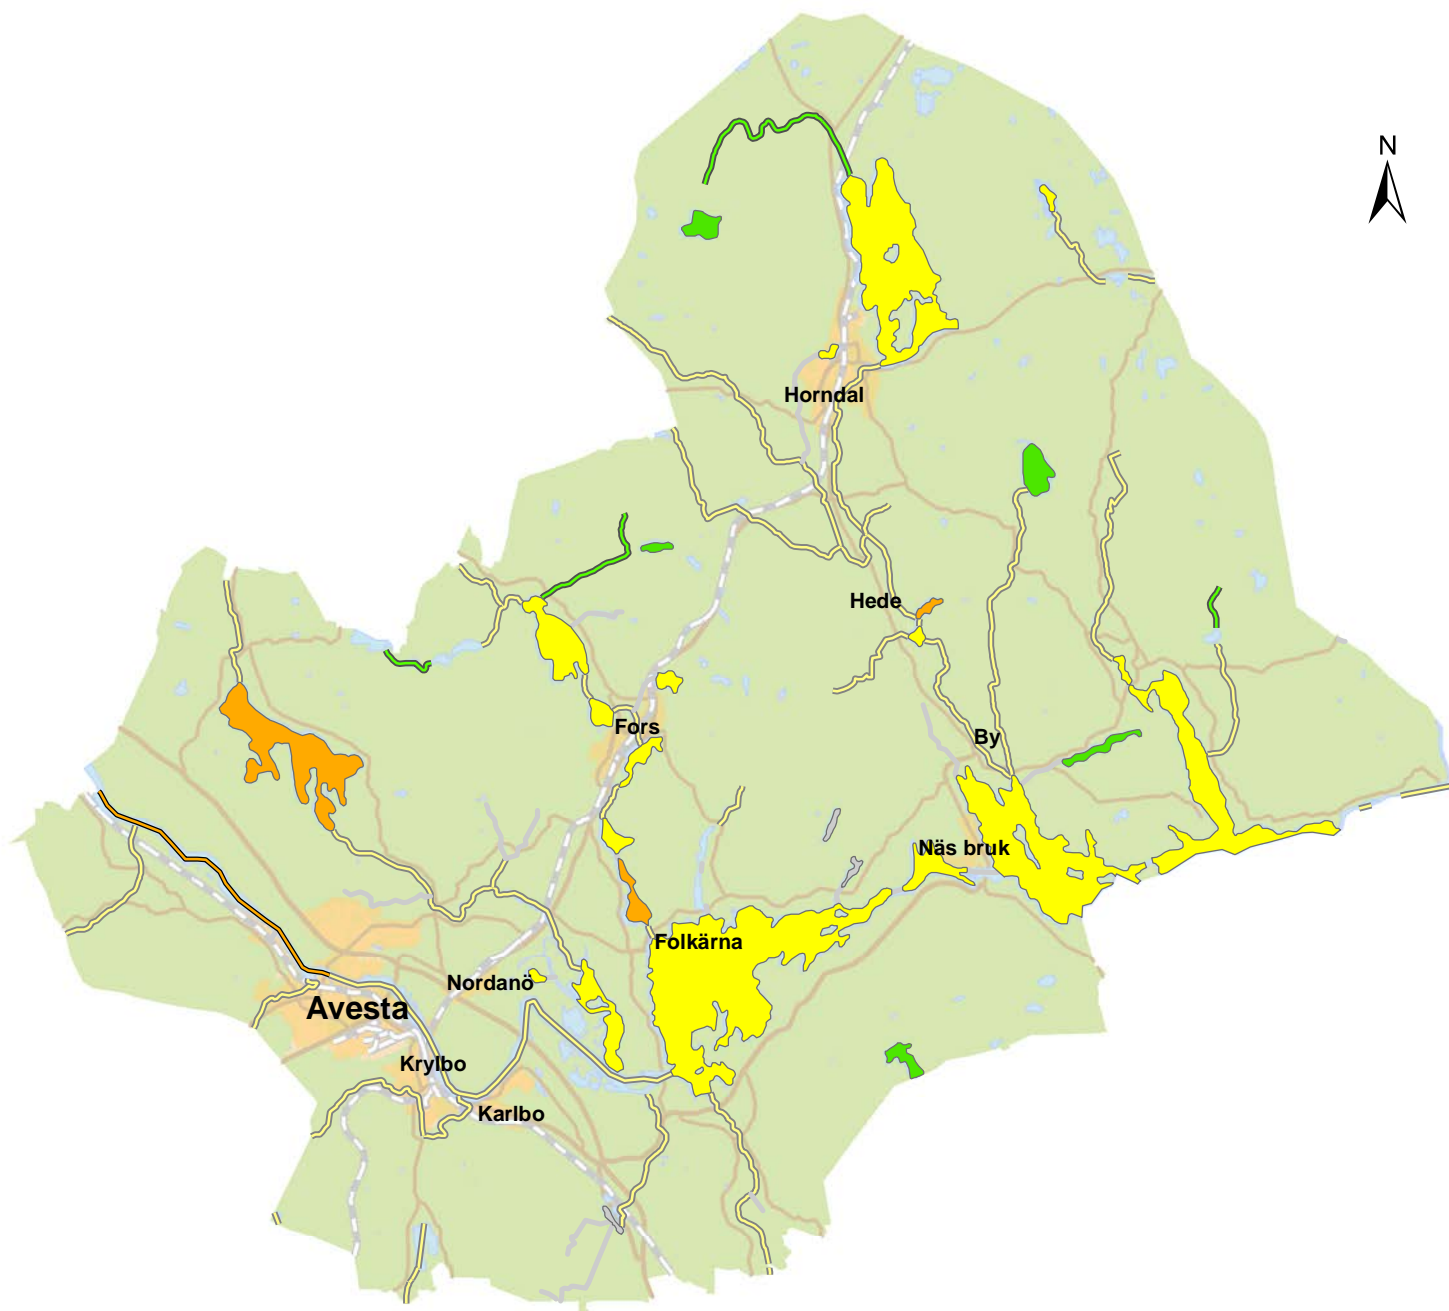 N
Horndal
Hede
Fors
By
Näs bruk
Folkärna
Nordanö
Avesta
Krylbo
Karlbo